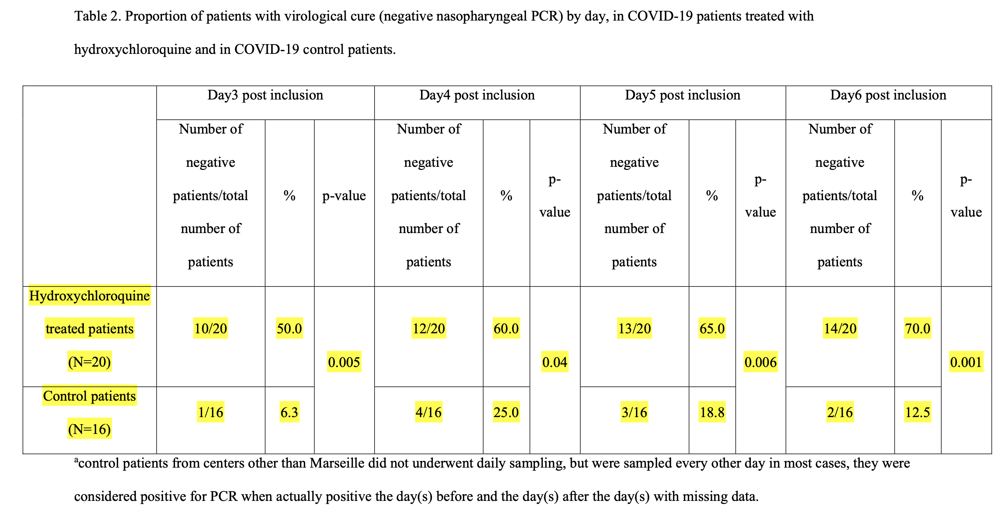 Table 2. Proportion of patients with virological cure (negative nasopharyngeal PCR) by day, in COVID-19 patients treated with
hydroxychloroquine and in COVID-19 control patients.
Day3 post inclusion
Day4 post inclusion
Day5 post inclusion
Day6 post inclusion
Number of
negative
patients/total
number of
patients
%
p-value
Number of
negative
patients/total
number of
patients
%
p-
value
Number of
negative
patients/total
number of
patients
%
p-
value
Number of
negative
patients/total
number of
patients
%
p-
value
Hydroxychloroquine
treated patients
(N=20)
10/20
50.0
0.005
12/20
60.0
0.04
13/20
65.0
0.006
14/20
70.0
0.001
Control patients
(N=16)
1/16
6.3
4/16
25.0
3/16
18.8
2/16
12.5
ᵃcontrol patients from centers other than Marseille did not underwent daily sampling, but were sampled every other day in most cases, they were
considered positive for PCR when actually positive the day(s) before and the day(s) after the day(s) with missing data.